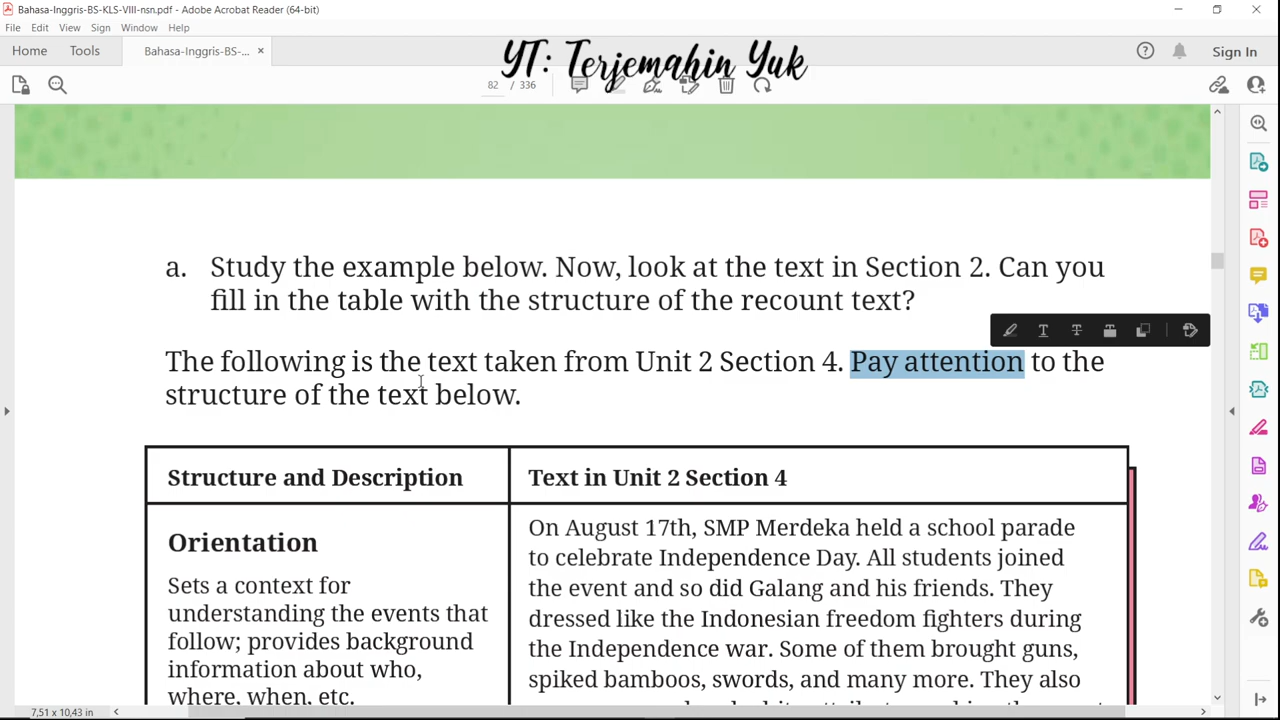 Bahasa-Inggris-BS-KLS-VIII-nsn.pdf - Adobe Acrobat Reader (64-bit)
File Edit View Sign Window Help
Home Tools Bahasa-Inggris-BS-... × Sign In
YT: Terjemahin Yuk
82 / 336
a. Study the example below. Now, look at the text in Section 2. Can you
fill in the table with the structure of the recount text?
The following is the text taken from Unit 2 Section 4. Pay attention to the
structure of the text below.
Structure and Description
Text in Unit 2 Section 4
Orientation
Sets a context for
understanding the events that
follow; provides background
information about who,
where, when, etc.
On August 17th, SMP Merdeka held a school parade
to celebrate Independence Day. All students joined
the event and so did Galang and his friends. They
dressed like the Indonesian freedom fighters during
the Independence war. Some of them brought guns,
spiked bamboos, swords, and many more. They also
7,51 x 10,43 in